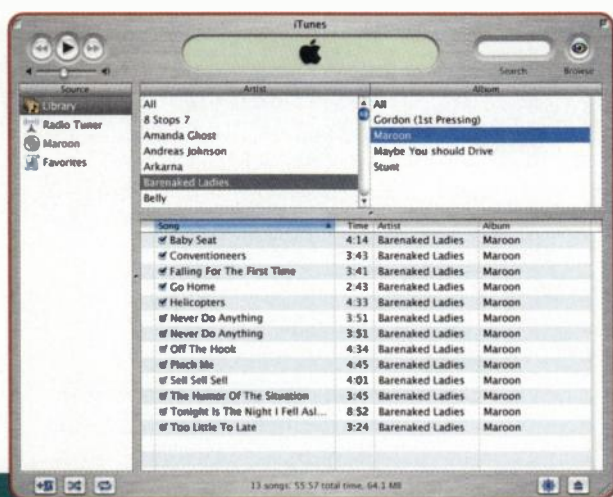 iTunes
Search Browse
Source
Library
Radio Tuner
Maroon
Favorites
Artist
All
8 Stops 7
Amanda Ghost
Andreas Johnson
Arkarna
Barenaked Ladies
Belly
Album
All
Gordon (1st Pressing)
Maroon
Maybe You should Drive
Stunt
Song Time Artist Album
Baby Seat 4:14 Barenaked Ladies Maroon
Conventioneers 3:43 Barenaked Ladies Maroon
Falling For The First Time 3:41 Barenaked Ladies Maroon
Go Home 2:43 Barenaked Ladies Maroon
Helicopters 4:33 Barenaked Ladies Maroon
Never Do Anything 3:51 Barenaked Ladies Maroon
Never Do Anything 3:51 Barenaked Ladies Maroon
Off The Hook 4:34 Barenaked Ladies Maroon
Pinch Me 4:45 Barenaked Ladies Maroon
Sell Sell Sell 4:01 Barenaked Ladies Maroon
The Humor Of The Situation 3:45 Barenaked Ladies Maroon
Tonight Is The Night I Fell Asl... 8:52 Barenaked Ladies Maroon
Too Little To Late 3:24 Barenaked Ladies Maroon
13 songs: 55:57 total time, 64.1 MB